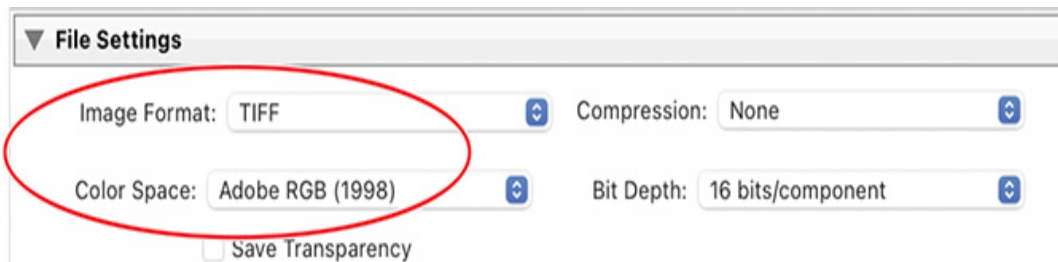 File Settings
Image Format: TIFF Compression: None
Color Space: Adobe RGB (1998) Bit Depth: 16 bits/component
Save Transparency